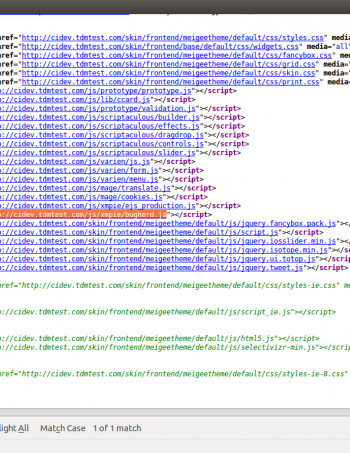 href="http://cidev.tdmtest.com/skin/frontend/meigeetheme/default/css/styles.css" media
href="http://cidev.tdmtest.com/skin/frontend/base/default/css/widgets.css" media="all"
href="http://cidev.tdmtest.com/skin/frontend/meigeetheme/default/css/fancybox.css" med
href="http://cidev.tdmtest.com/skin/frontend/meigeetheme/default/css/grid.css" media="
href="http://cidev.tdmtest.com/skin/frontend/meigeetheme/default/css/skin.css" media="
href="http://cidev.tdmtest.com/skin/frontend/meigeetheme/default/css/print.css" media=
p://cidev.tdmtest.com/js/prototype/prototype.js"></script>
p://cidev.tdmtest.com/js/lib/ccard.js"></script>
p://cidev.tdmtest.com/js/prototype/validation.js"></script>
p://cidev.tdmtest.com/js/scriptaculous/builder.js"></script>
p://cidev.tdmtest.com/js/scriptaculous/effects.js"></script>
p://cidev.tdmtest.com/js/scriptaculous/dragdrop.js"></script>
p://cidev.tdmtest.com/js/scriptaculous/controls.js"></script>
p://cidev.tdmtest.com/js/scriptaculous/slider.js"></script>
p://cidev.tdmtest.com/js/varien/js.js"></script>
p://cidev.tdmtest.com/js/varien/form.js"></script>
p://cidev.tdmtest.com/js/varien/menu.js"></script>
p://cidev.tdmtest.com/js/mage/translate.js"></script>
p://cidev.tdmtest.com/js/mage/cookies.js"></script>
p://cidev.tdmtest.com/js/xmpie/ejs_production.js"></script>
p://cidev.tdmtest.com/js/xmpie/bugherd.js"></script>
p://cidev.tdmtest.com/skin/frontend/meigeetheme/default/js/jquery.fancybox.pack.js"></
p://cidev.tdmtest.com/skin/frontend/meigeetheme/default/js/script.js"></script>
p://cidev.tdmtest.com/skin/frontend/meigeetheme/default/js/jquery.iosslider.min.js"></
p://cidev.tdmtest.com/skin/frontend/meigeetheme/default/js/jquery.isotope.min.js"></sc
p://cidev.tdmtest.com/skin/frontend/meigeetheme/default/js/jquery.ui.totop.js"></scrip
p://cidev.tdmtest.com/skin/frontend/meigeetheme/default/js/jquery.tweet.js"></script>
href="http://cidev.tdmtest.com/skin/frontend/meigeetheme/default/css/styles-ie.css" me
p://cidev.tdmtest.com/skin/frontend/meigeetheme/default/js/script_ie.js"></script>
p://cidev.tdmtest.com/skin/frontend/meigeetheme/default/js/html5.js"></script>
p://cidev.tdmtest.com/skin/frontend/meigeetheme/default/js/selectivizr-min.js"></scrip
href="http://cidev.tdmtest.com/skin/frontend/meigeetheme/default/css/styles-ie-8.css"
light All Match Case 1 of 1 match